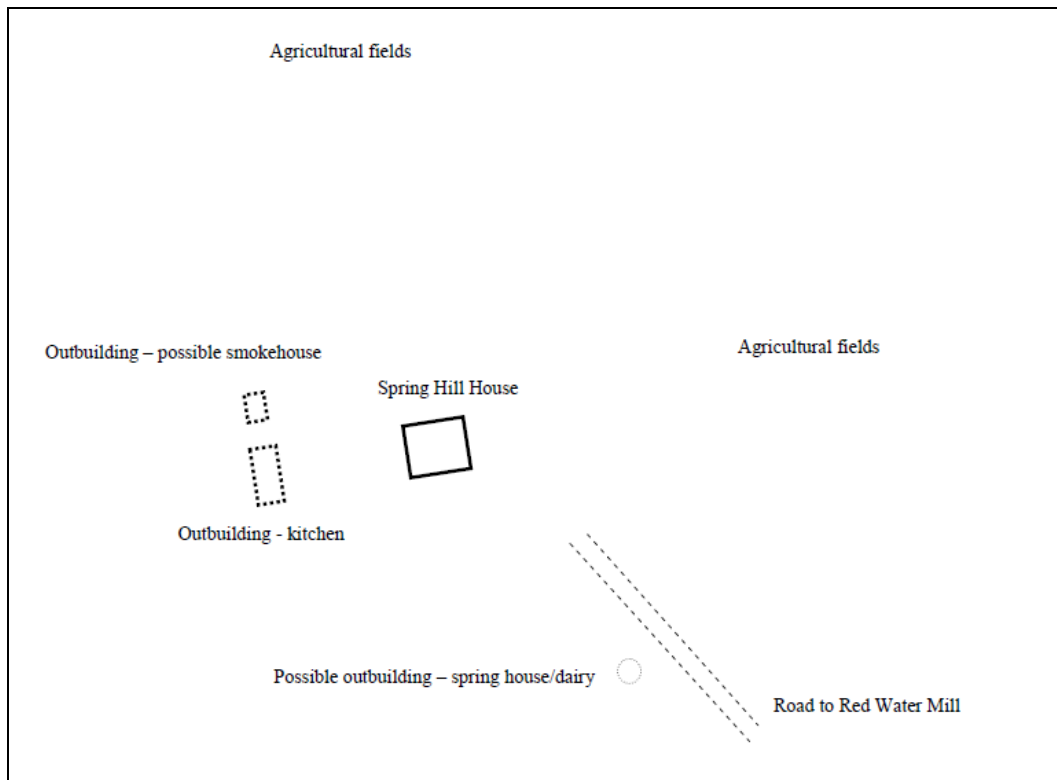 Agricultural fields
Outbuilding – possible smokehouse
Agricultural fields
Spring Hill House
Outbuilding - kitchen
Possible outbuilding – spring house/dairy
Road to Red Water Mill